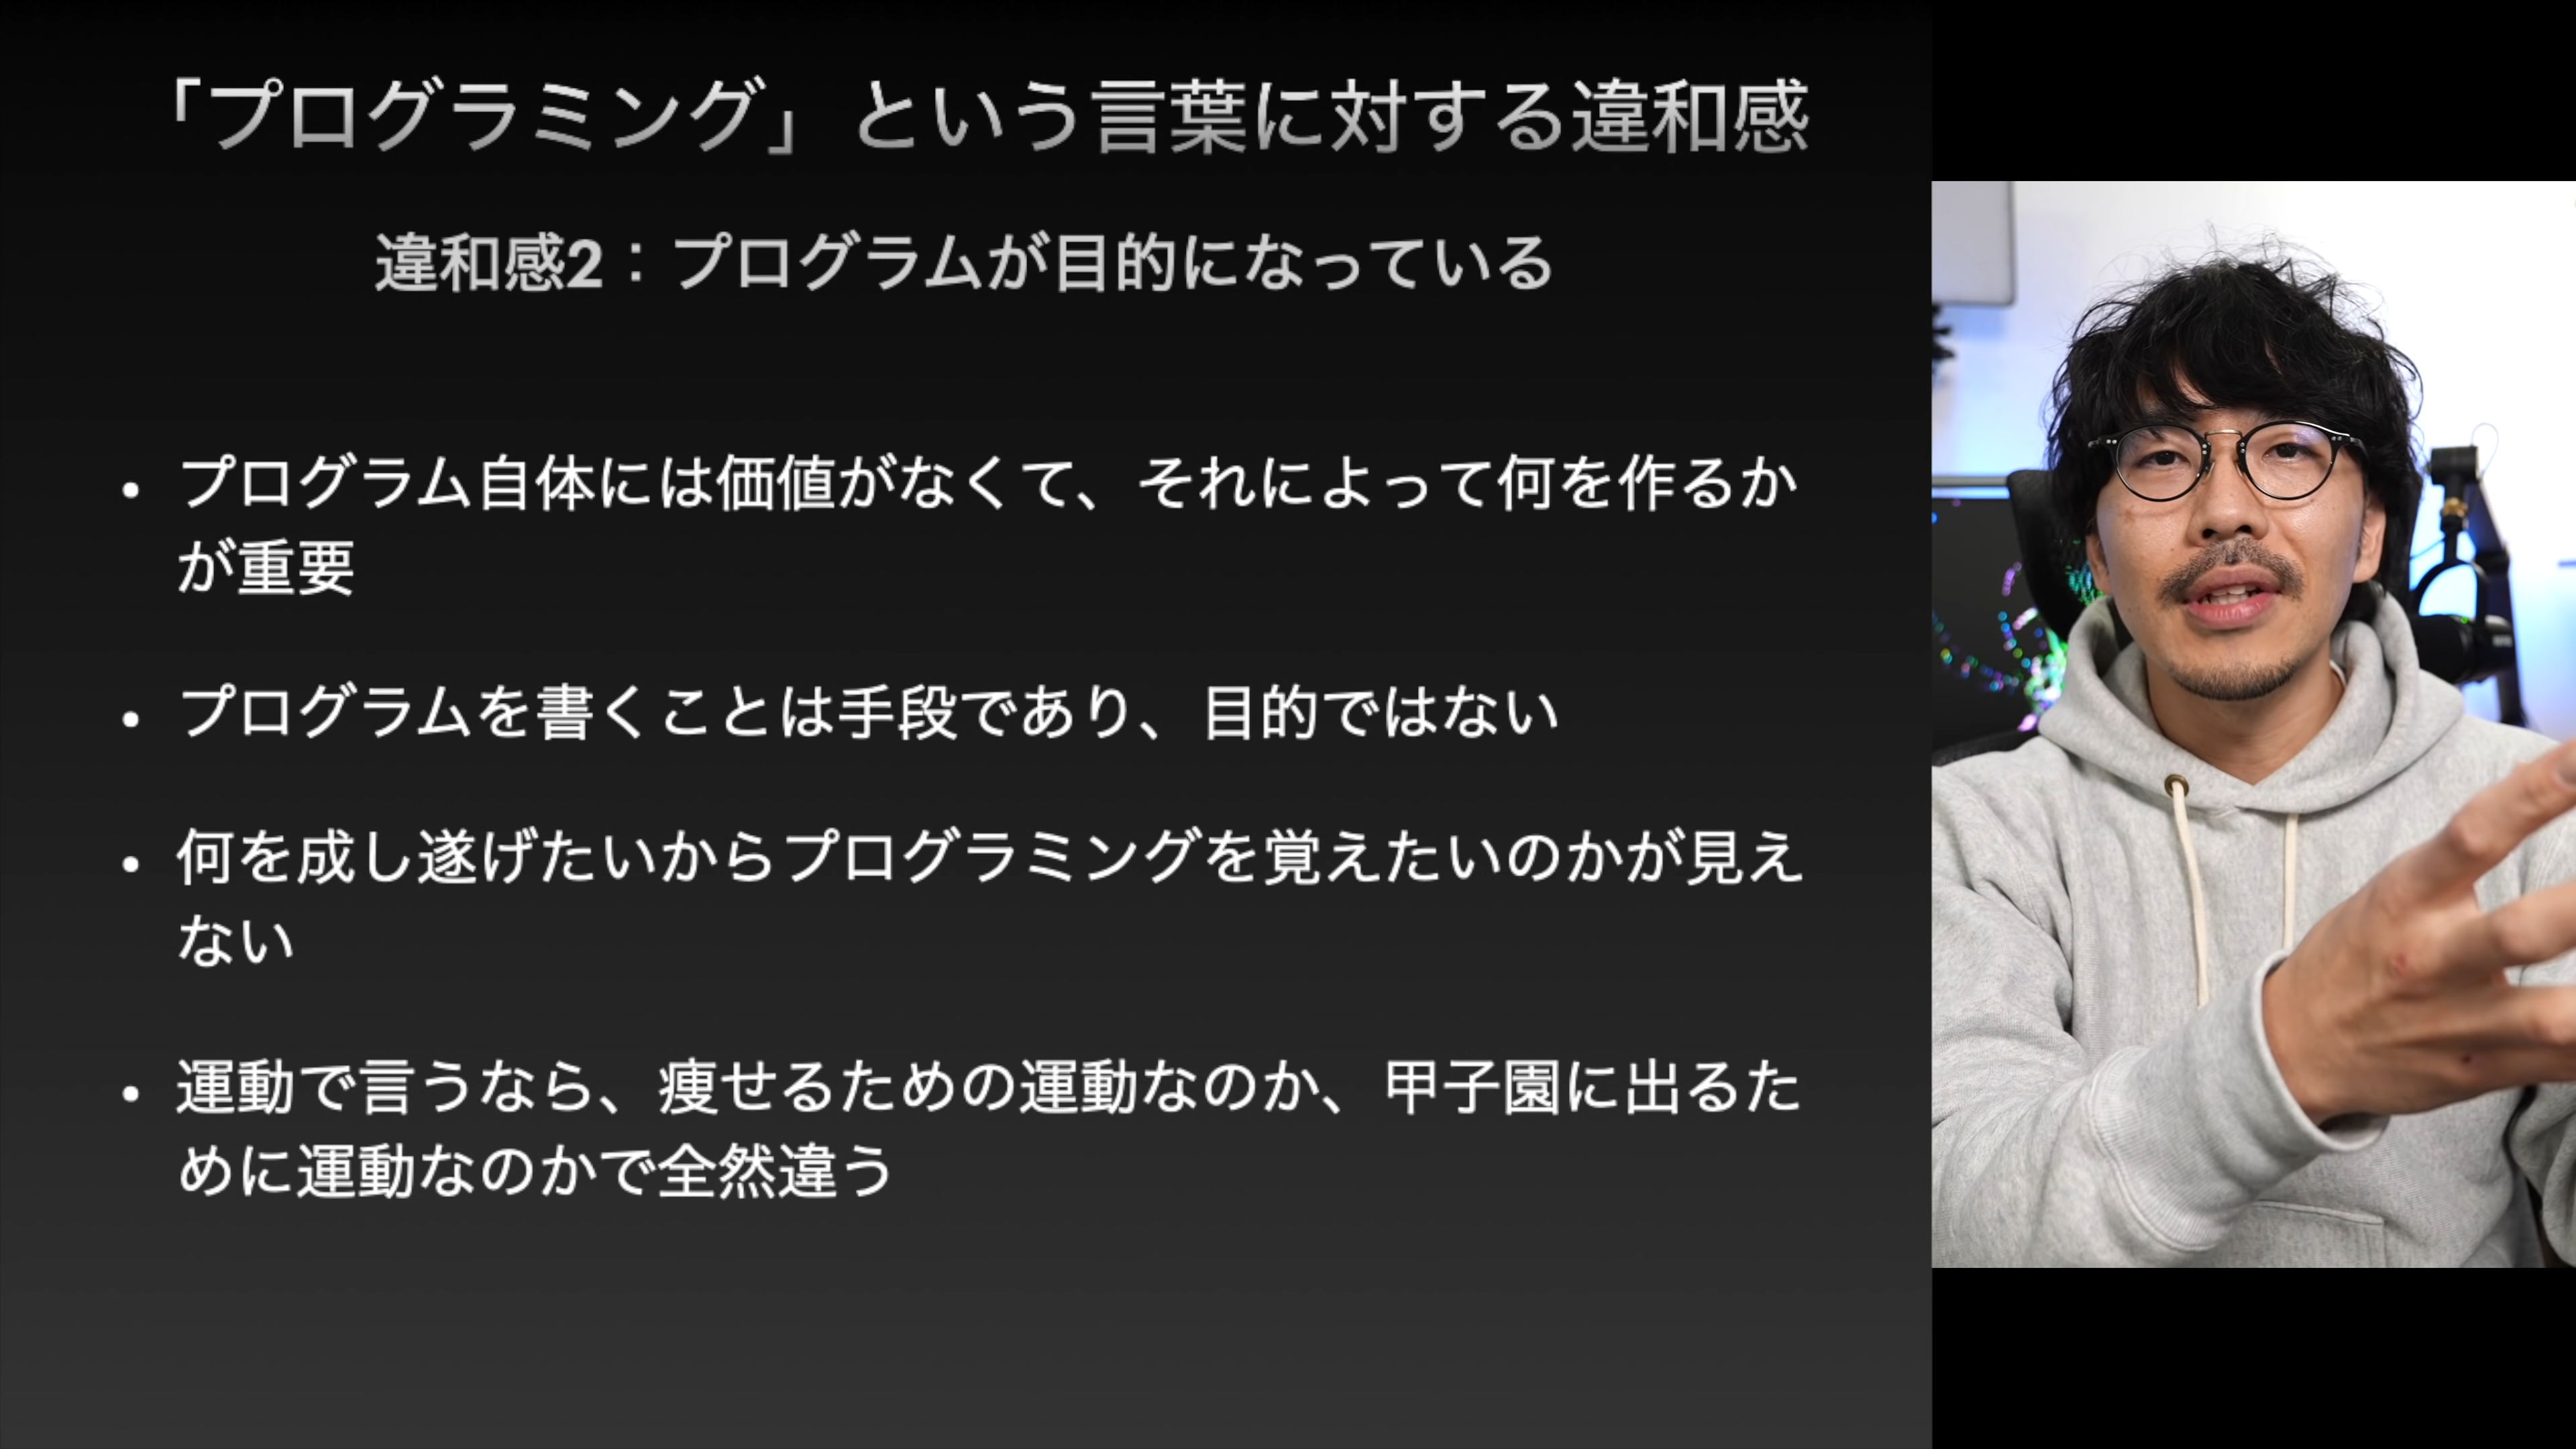 「プログラミング」という言葉に対する違和感
違和感2：プログラムが目的になっている
• プログラム自体には価値がなくて、それによって何を作るか
が重要
• プログラムを書くことは手段であり、目的ではない
• 何を成し遂げたいからプログラミングを覚えたいのかが見え
ない
• 運動で言うなら、痩せるための運動なのか、甲子園に出るた
めに運動なのかで全然違う